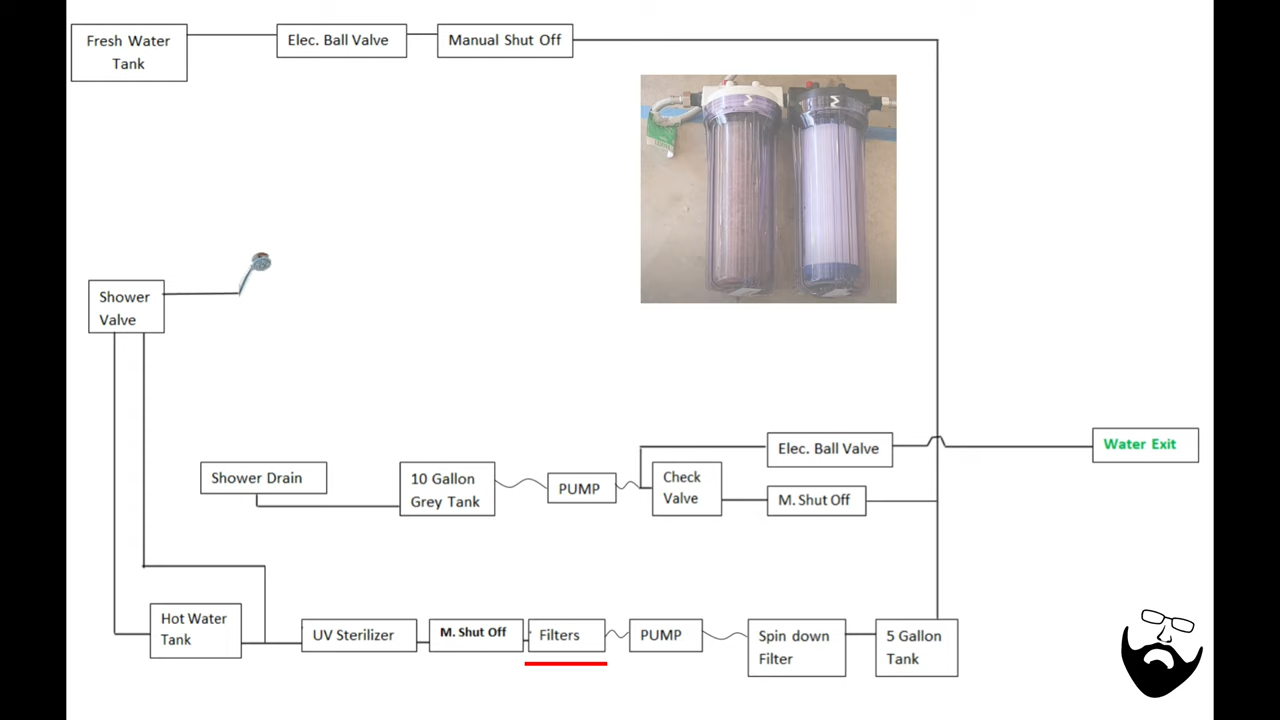 Fresh Water
Tank
Elec. Ball Valve
Manual Shut Off
Shower
Valve
Elec. Ball Valve
Water Exit
Shower Drain
10 Gallon
Grey Tank
PUMP
Check
Valve
M. Shut Off
Hot Water
Tank
UV Sterilizer
M. Shut Off
Filters
PUMP
Spin down
Filter
5 Gallon
Tank